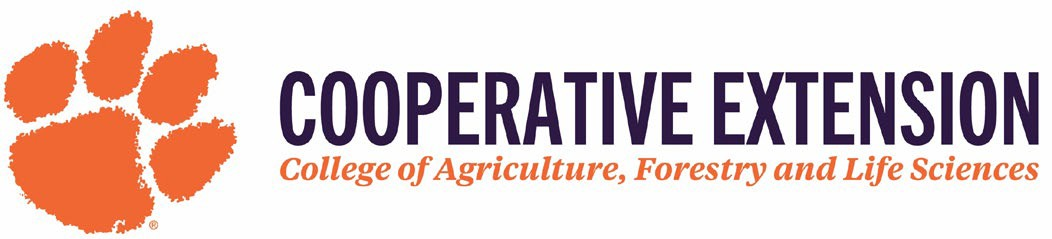 COOPERATIVE EXTENSION
College of Agriculture, Forestry and Life Sciences
®